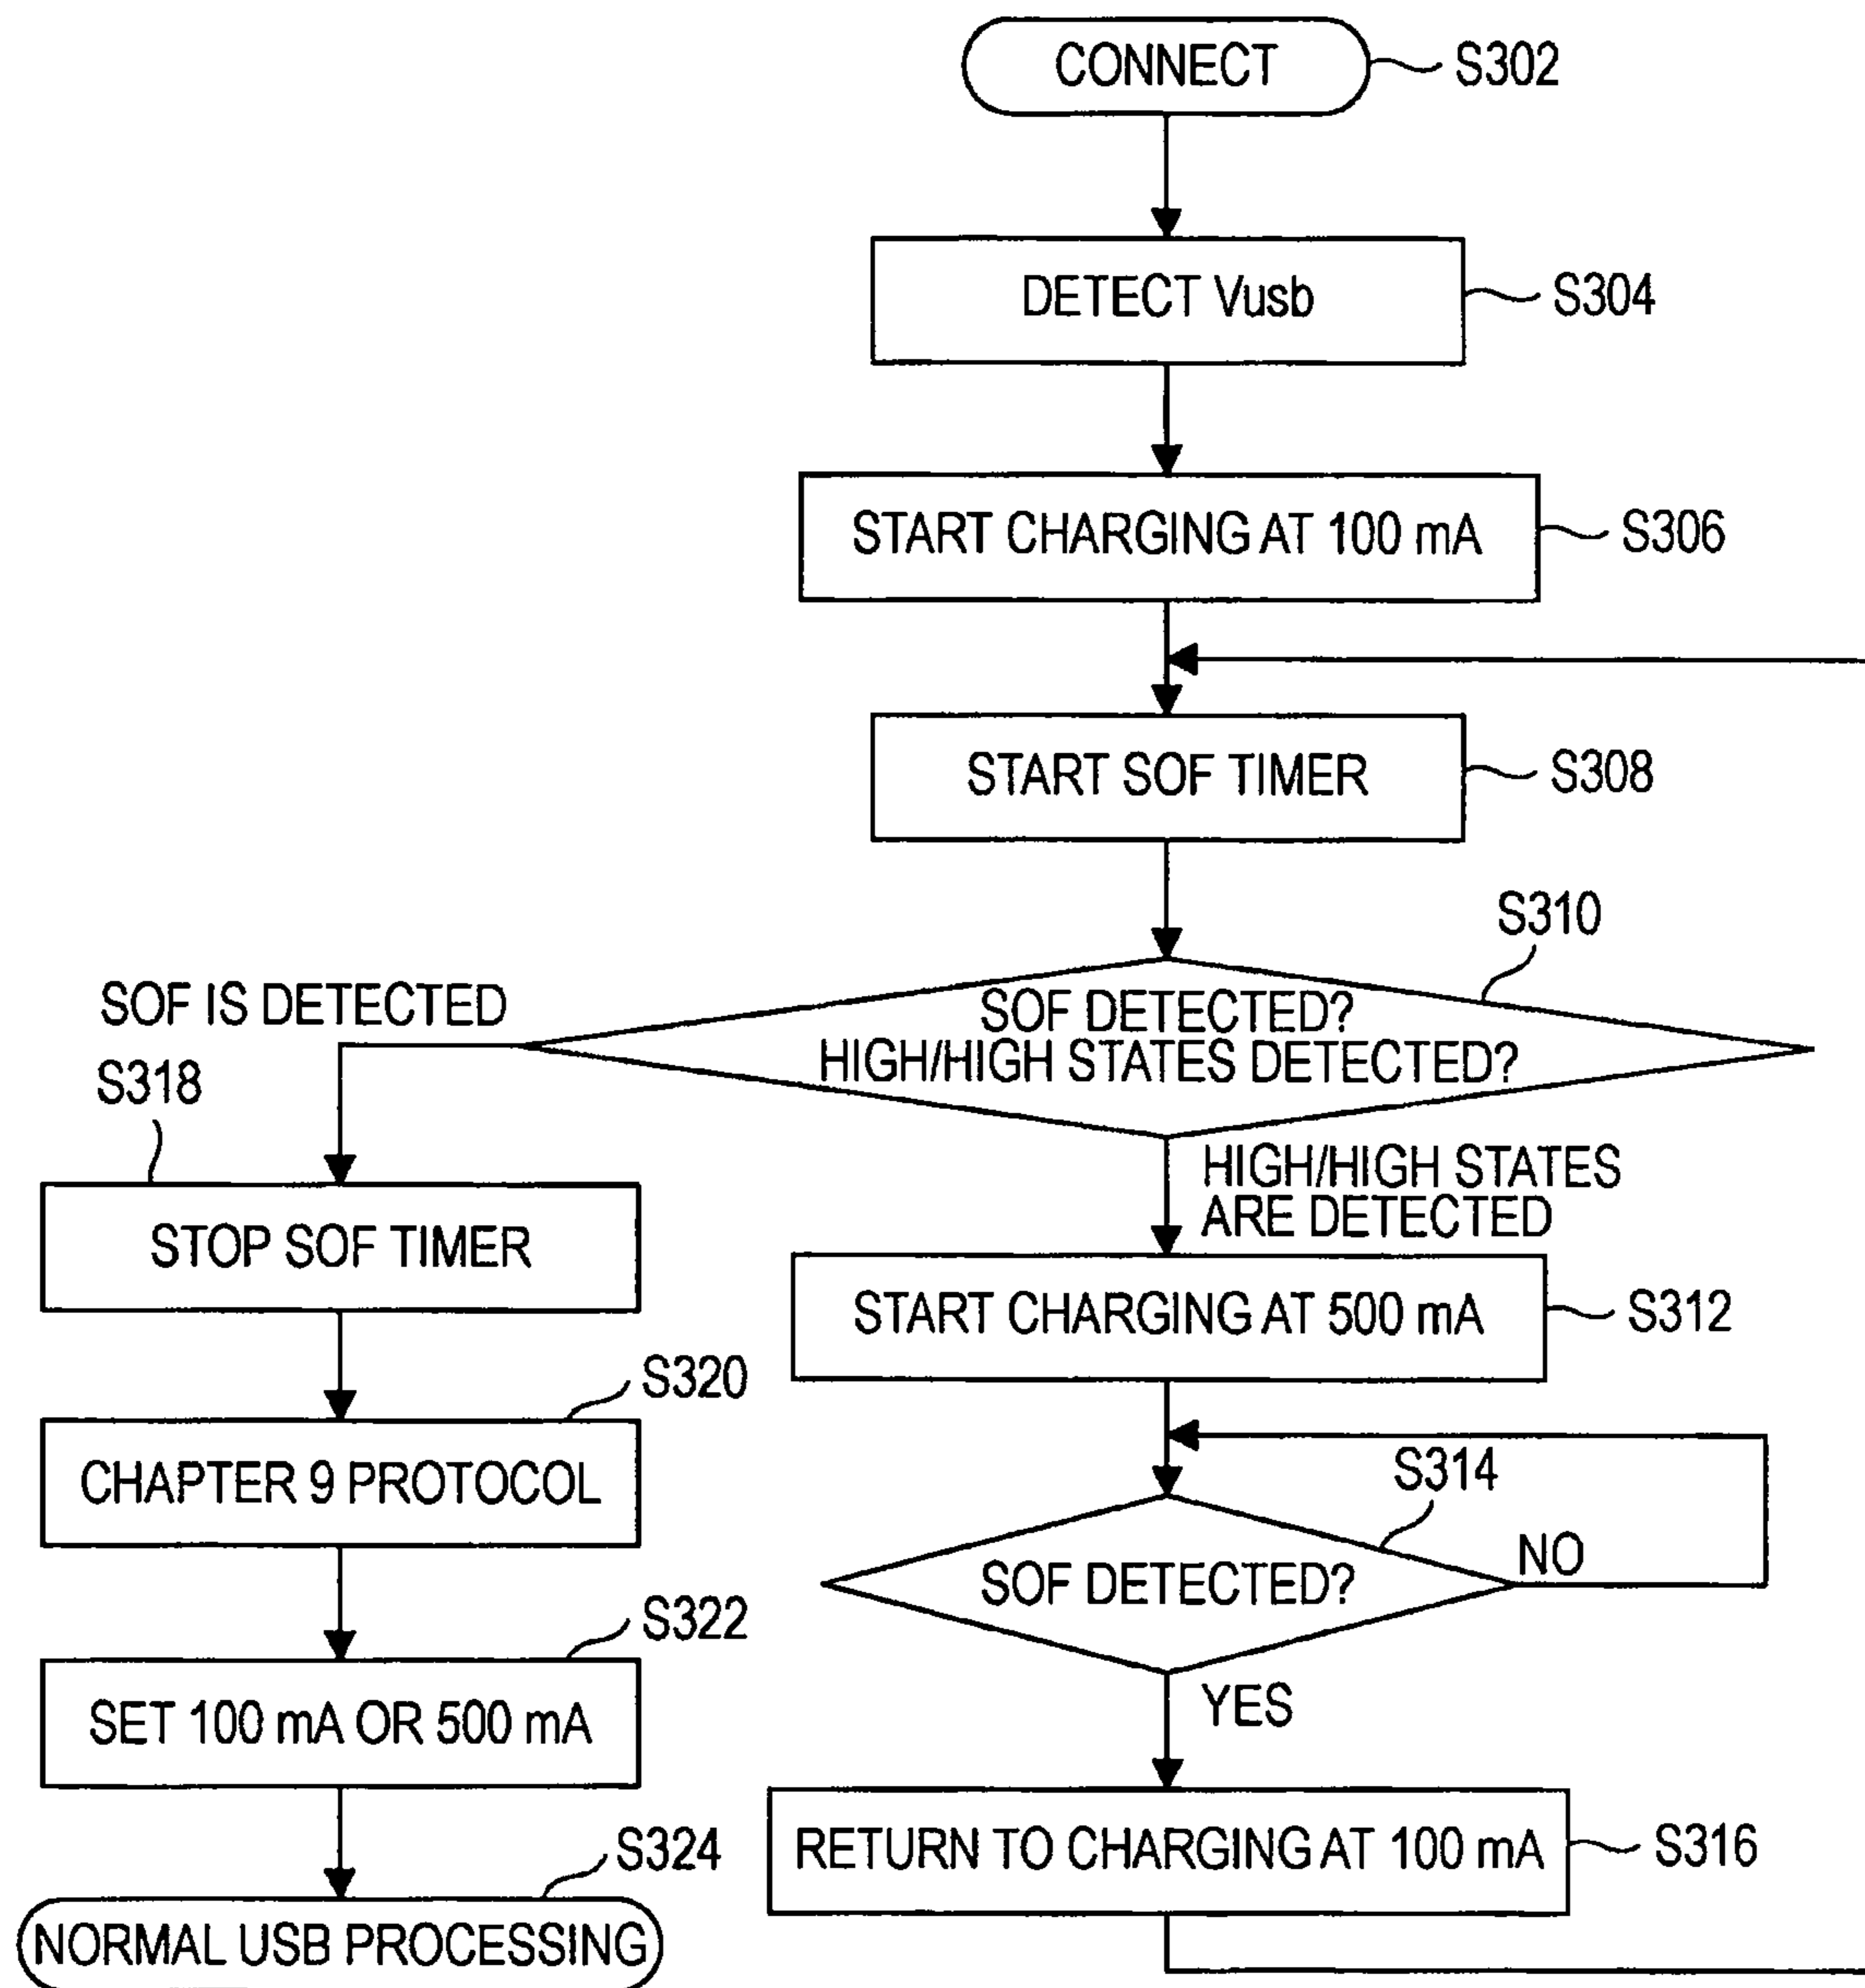 CONNECT
S302
DETECT Vusb
S304
START CHARGING AT 100 mA
S306
START SOF TIMER
S308
S310
SOF DETECTED?
HIGH/HIGH STATES DETECTED?
SOF IS DETECTED
S318
STOP SOF TIMER
S320
CHAPTER 9 PROTOCOL
S322
SET 100 mA OR 500 mA
S324
NORMAL USB PROCESSING
HIGH/HIGH STATES
ARE DETECTED
START CHARGING AT 500 mA
S312
S314
SOF DETECTED?
NO
YES
RETURN TO CHARGING AT 100 mA
S316